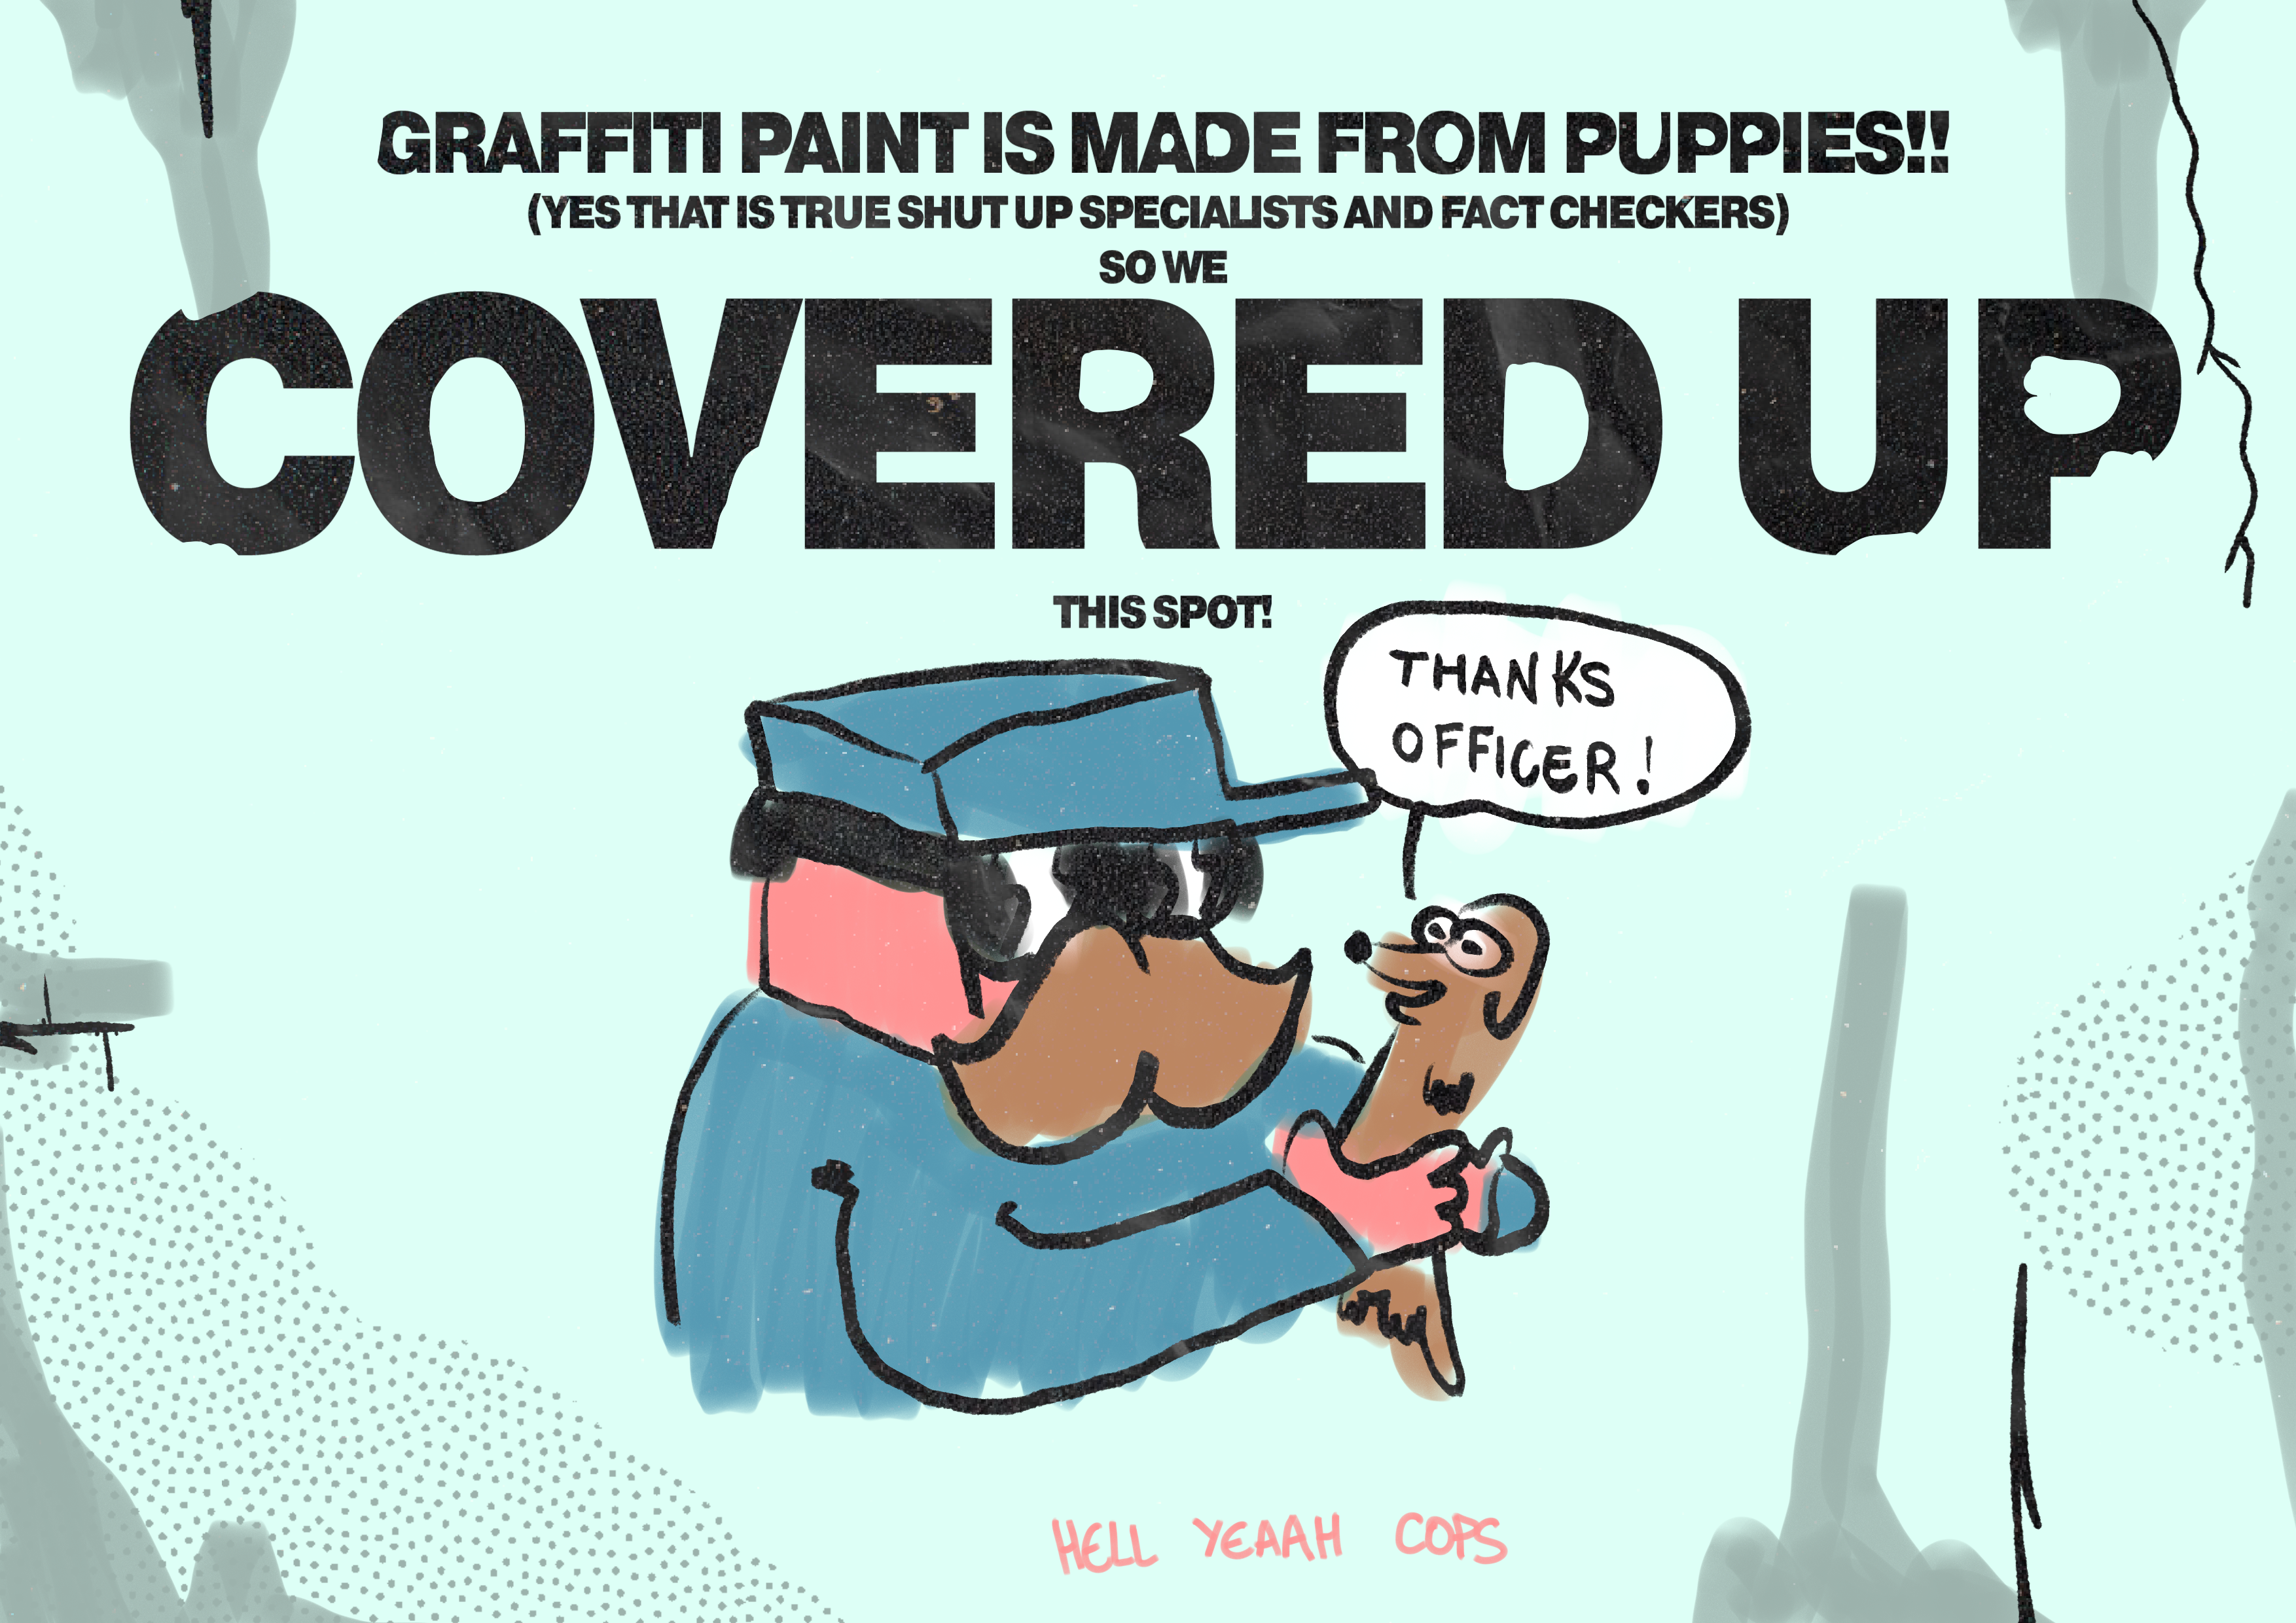 GRAFFITI PAINT IS MADE FROM PUPPIES!!
(YES THAT IS TRUE SHUT UP SPECIALISTS AND FACT CHECKERS)
SO WE
COVERED UP
THIS SPOT!
THANKS
OFFICER!
HELL YEAAH COPS